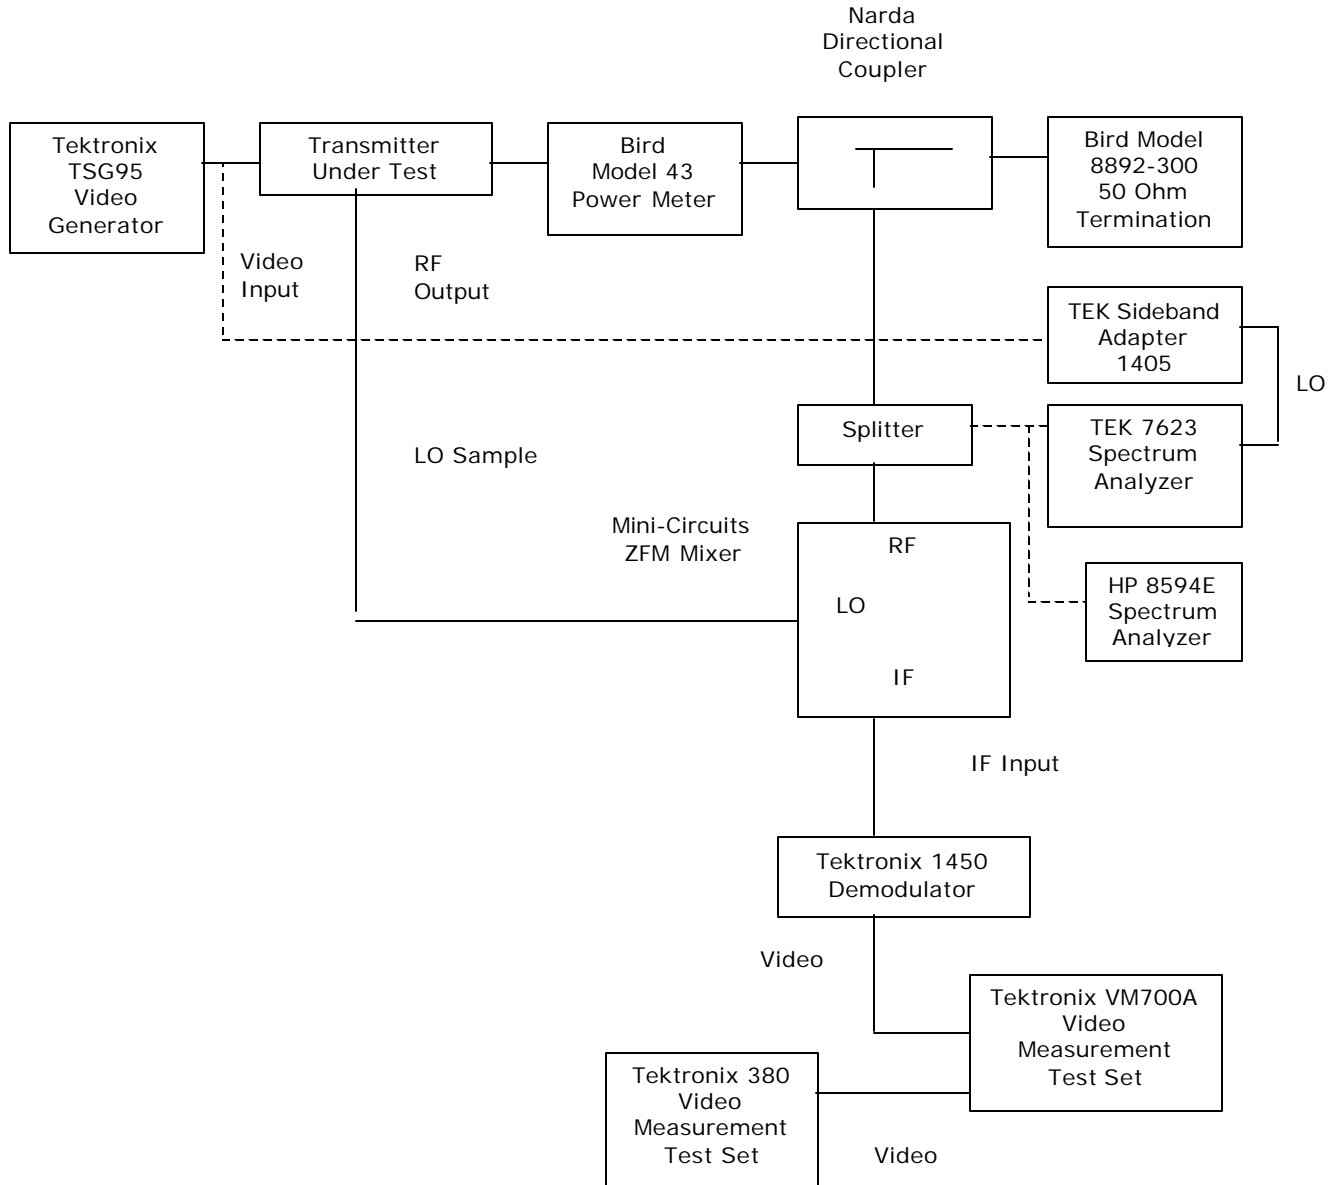 Narda
Directional
Coupler
Tektronix
TSG95
Video
Generator
Transmitter
Under Test
Bird
Model 43
Power Meter
Bird Model
8892-300
50 Ohm
Termination
Video
Input
RF
Output
TEK Sideband
Adapter
1405
LO
Splitter
TEK 7623
Spectrum
Analyzer
LO Sample
Mini-Circuits
ZFM Mixer
RF
LO
IF
HP 8594E
Spectrum
Analyzer
IF Input
Tektronix 1450
Demodulator
Video
Tektronix VM700A
Video
Measurement
Test Set
Tektronix 380
Video
Measurement
Test Set
Video